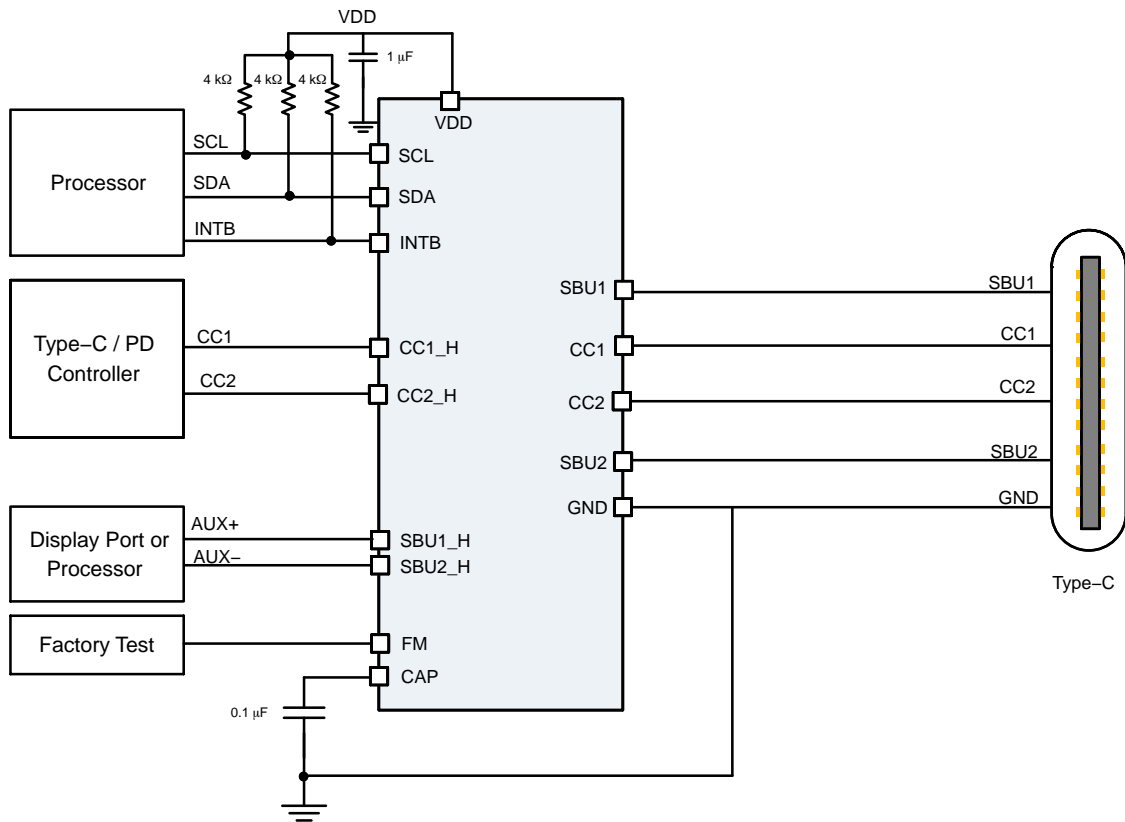 VDD
1 μF
4 kΩ 4 kΩ 4 kΩ
VDD
Processor
SCL
SDA
INTB
SCL
SDA
INTB
Type−C / PD
Controller
CC1
CC2
CC1_H
CC2_H
SBU1
CC1
CC2
SBU2
GND
SBU1
CC1
CC2
SBU2
GND
Type−C
Display Port or
Processor
AUX+
AUX−
SBU1_H
SBU2_H
Factory Test
FM
CAP
0.1 μF